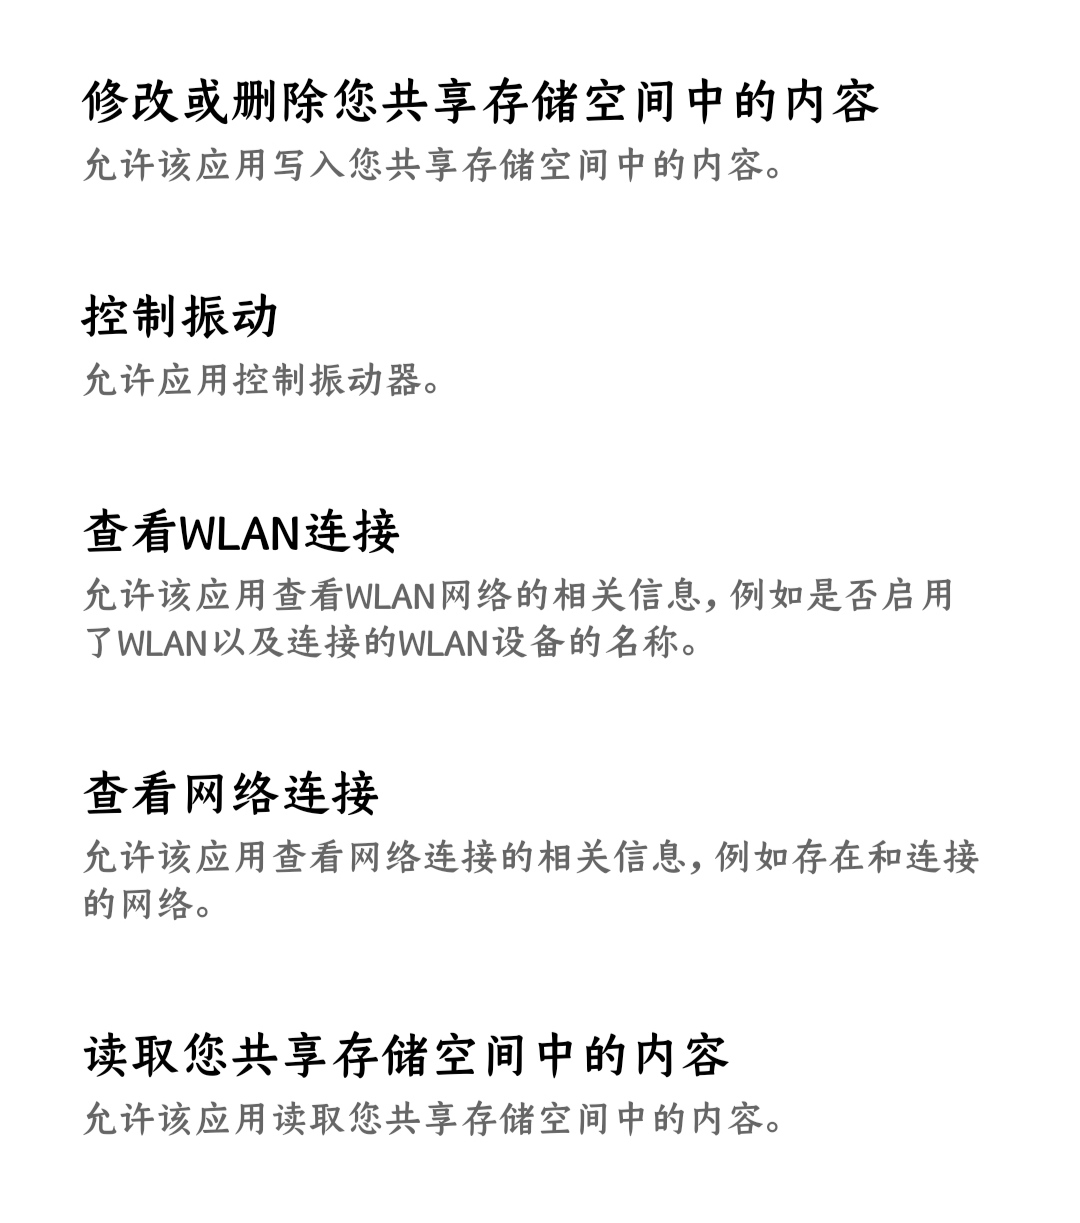 修改或删除您共享存储空间中的内容
允许该应用写入您共享存储空间中的内容。
控制振动
允许应用控制振动器。
查看WLAN连接
允许该应用查看WLAN网络的相关信息，例如是否启用
了WLAN以及连接的WLAN设备的名称。
查看网络连接
允许该应用查看网络连接的相关信息，例如存在和连接
的网络。
读取您共享存储空间中的内容
允许该应用读取您共享存储空间中的内容。